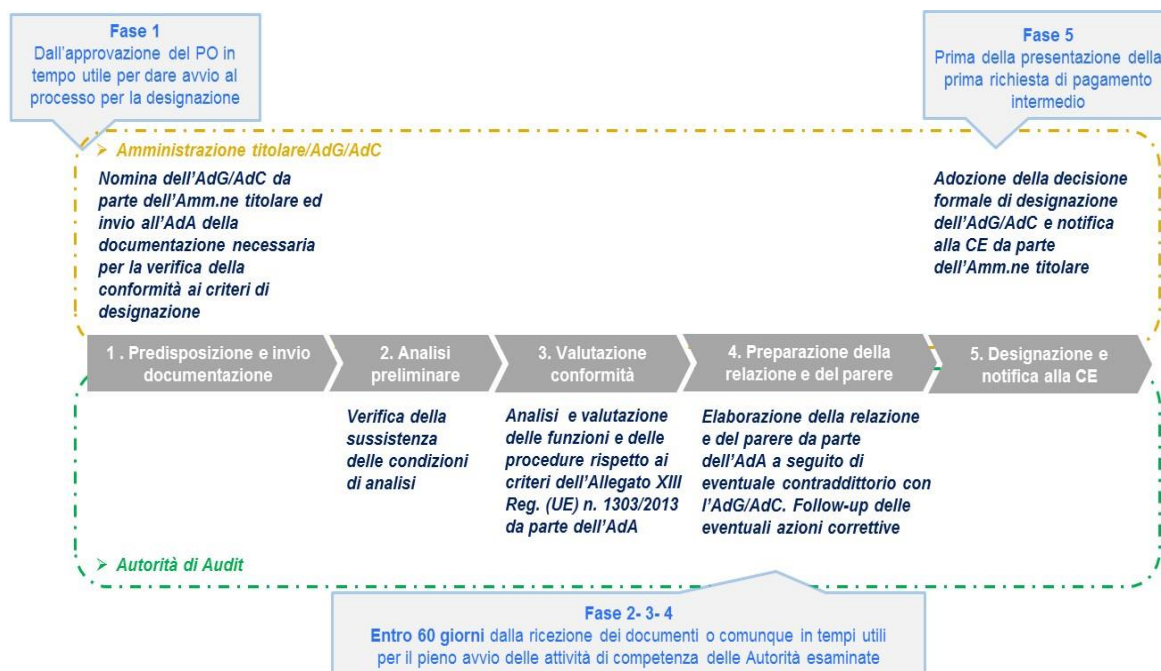 Fase 1
Dall'approvazione del PO in
tempo utile per dare avvio al
processo per la designazione
Fase 5
Prima della presentazione della
prima richiesta di pagamento
intermedio
➢ Amministrazione titolare/AdG/AdC
Nomina dell'AdG/AdC da
parte dell'Amm.ne titolare ed
invio all'AdA della
documentazione necessaria
per la verifica della
conformità ai criteri di
designazione
Adozione della decisione
formale di designazione
dell'AdG/AdC e notifica
alla CE da parte
dell'Amm.ne titolare
1 . Predisposizione e invio
documentazione
2. Analisi
preliminare
3. Valutazione
conformità
4. Preparazione della
relazione e del parere
5. Designazione e
notifica alla CE
Verifica della
sussistenza
delle condizioni
di analisi
Analisi e valutazione
delle funzioni e delle
procedure rispetto ai
criteri dell'Allegato XIII
Reg. (UE) n. 1303/2013
da parte dell'AdA
Elaborazione della relazione
e del parere da parte
dell'AdA a seguito di
eventuale contraddittorio con
l'AdG/AdC. Follow-up delle
eventuali azioni correttive
➢ Autorità di Audit
Fase 2- 3- 4
Entro 60 giorni dalla ricezione dei documenti o comunque in tempi utili
per il pieno avvio delle attività di competenza delle Autorità esaminate